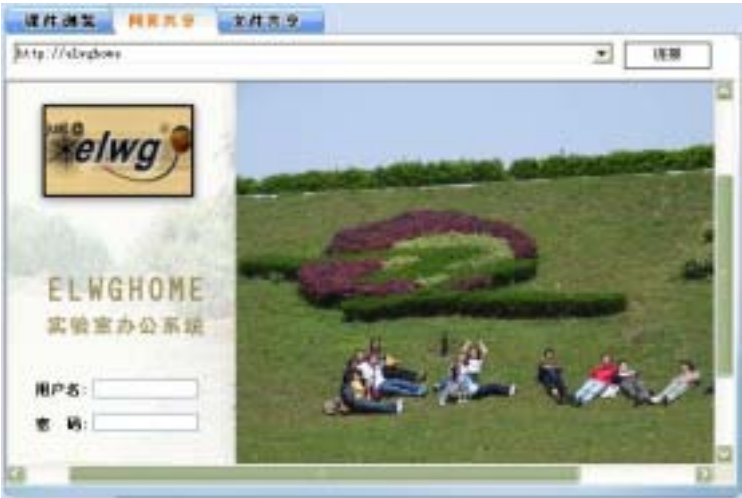 课件浏览 网页共享 文件共享
http://elwghome 连接
elwg
ELWGHOME
实验室办公系统
用户名:
密 码: